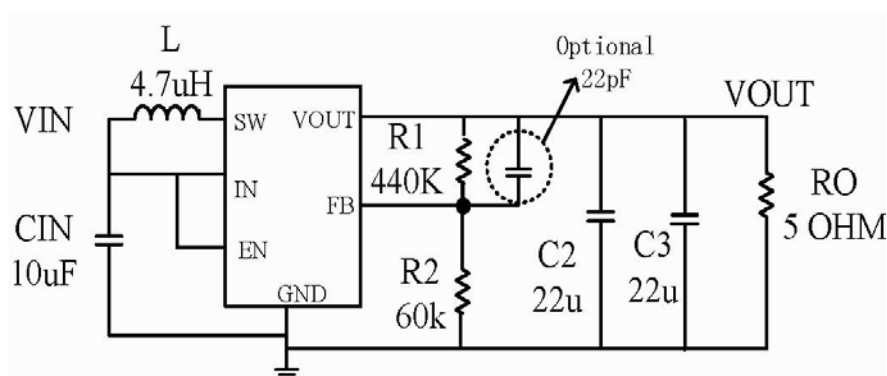 L
4.7uH
Optional
22pF
VIN
SW
VOUT
VOUT
R1
440K
IN
FB
RO
5 OHM
CIN
10uF
EN
GND
R2
60k
C2
22u
C3
22u